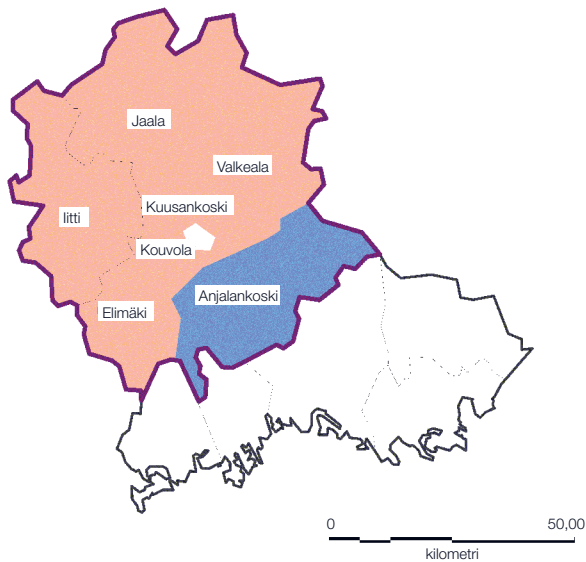 Jaala
Valkeala
Iitti
Kuusankoski
Kouvola
Anjalankoski
Elimäki
0 50,00
kilometri